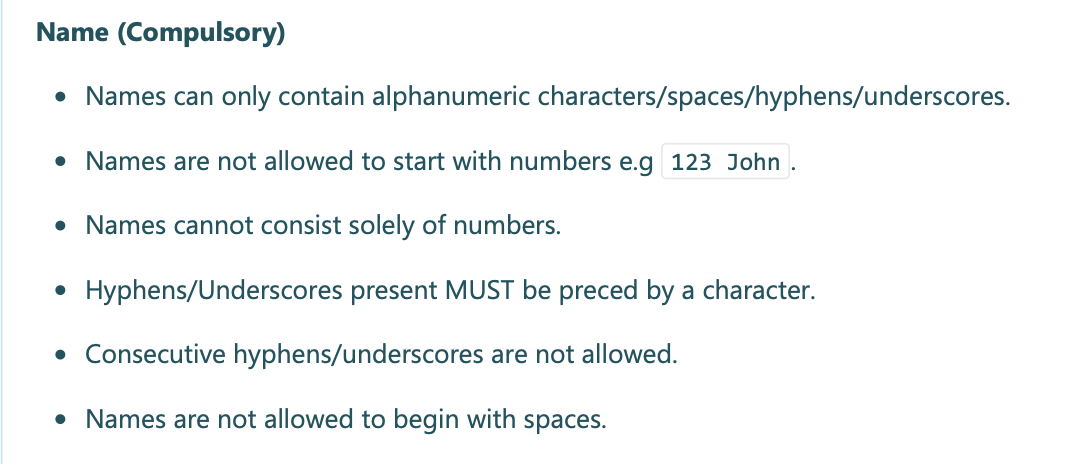 Name (Compulsory)
• Names can only contain alphanumeric characters/spaces/hyphens/underscores.
• Names are not allowed to start with numbers e.g 123 John.
• Names cannot consist solely of numbers.
• Hyphens/Underscores present MUST be preced by a character.
• Consecutive hyphens/underscores are not allowed.
• Names are not allowed to begin with spaces.